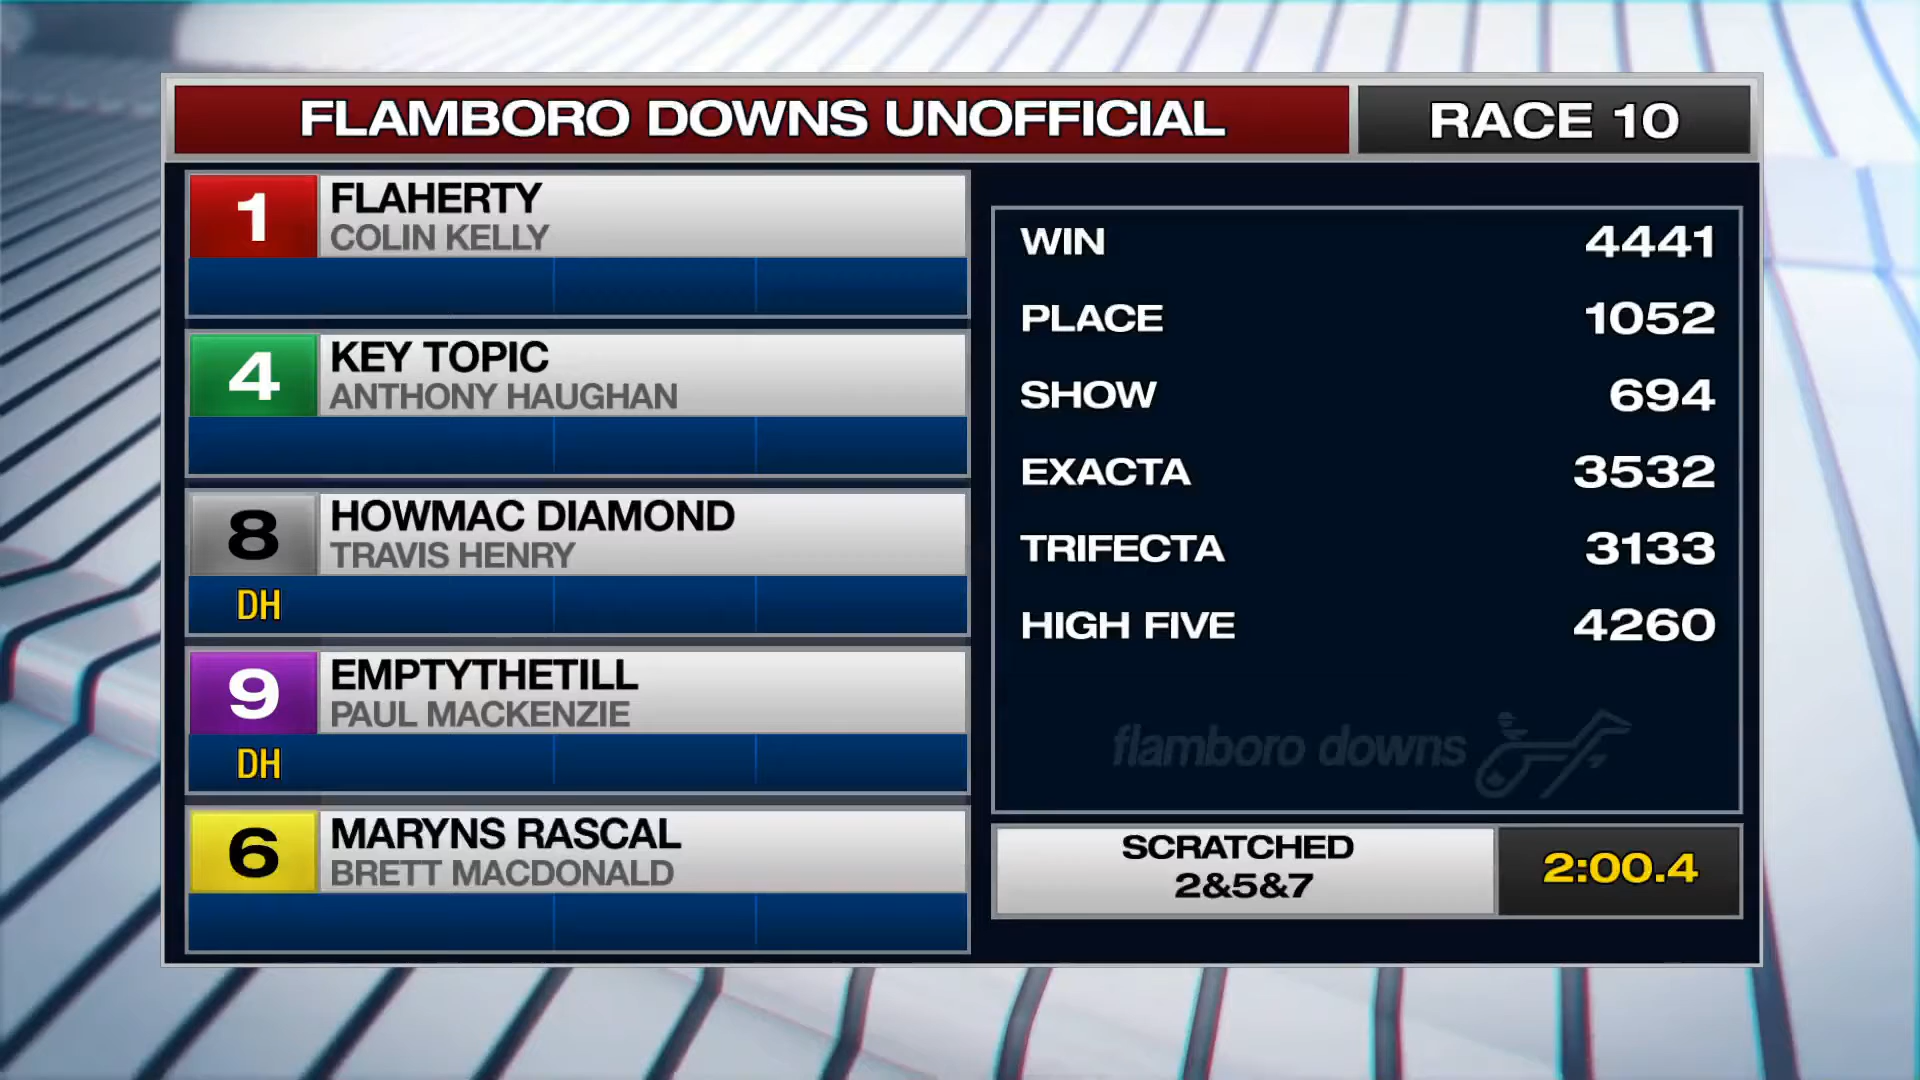 FLAMBORO DOWNS UNOFFICIAL
RACE 10
1
FLAHERTY
COLIN KELLY
4
KEY TOPIC
ANTHONY HAUGHAN
8
HOWMAC DIAMOND
TRAVIS HENRY
DH
9
EMPTYTHETILL
PAUL MACKENZIE
DH
6
MARYNS RASCAL
BRETT MACDONALD
WIN 4441
PLACE 1052
SHOW 694
EXACTA 3532
TRIFECTA 3133
HIGH FIVE 4260
flamboro downs
SCRATCHED
2&5&7
2:00.4